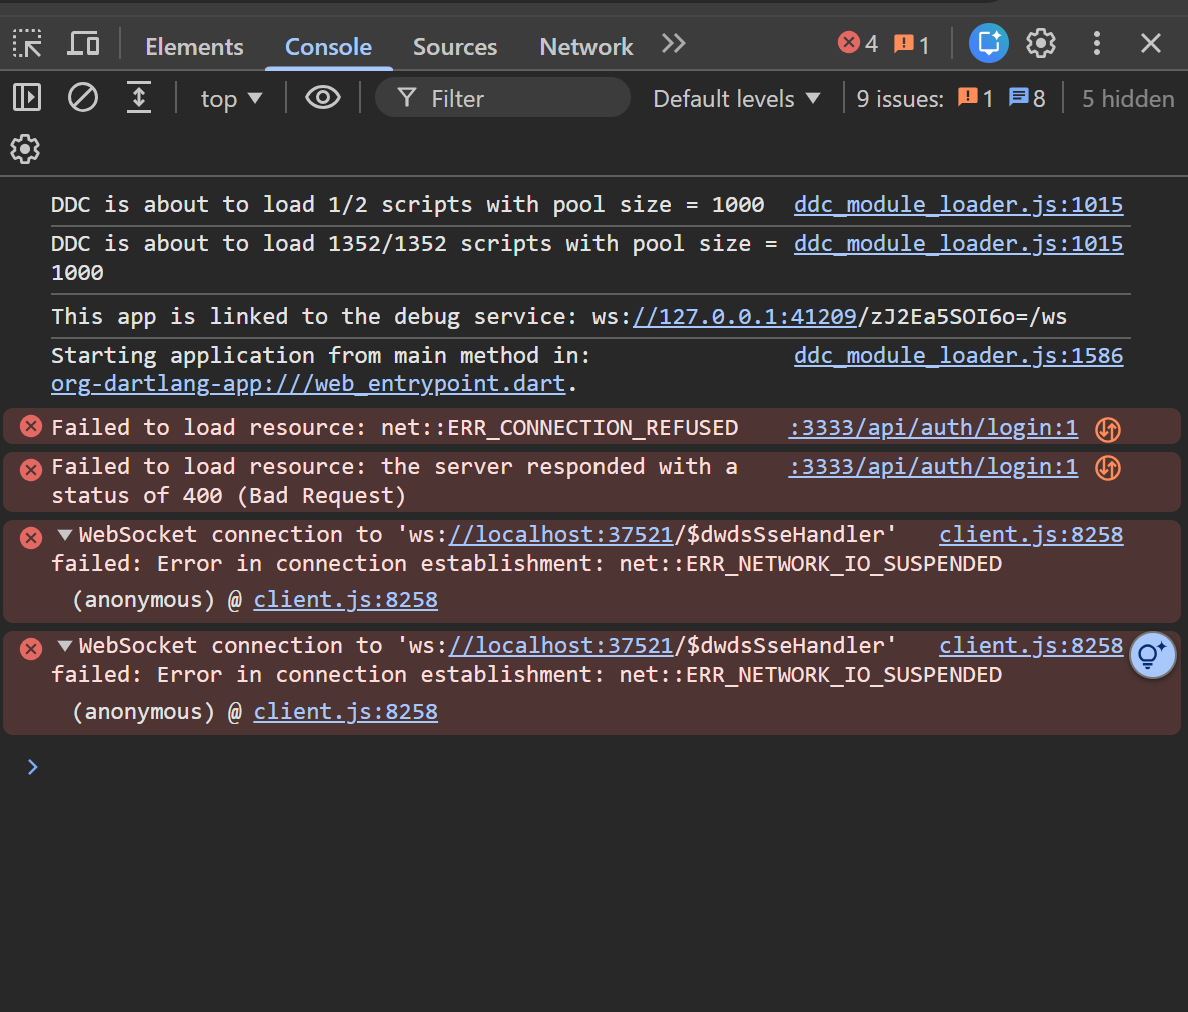 Elements Console Sources Network 4 1
top Filter Default levels 9 issues: 1 8 5 hidden
DDC is about to load 1/2 scripts with pool size = 1000 ddc_module_loader.js:1015
DDC is about to load 1352/1352 scripts with pool size = ddc_module_loader.js:1015
1000
This app is linked to the debug service: ws://127.0.0.1:41209/zJ2Ea5SOI6o=/ws
Starting application from main method in: ddc_module_loader.js:1586
org-dartlang-app:///web_entrypoint.dart.
Failed to load resource: net::ERR_CONNECTION_REFUSED :3333/api/auth/login:1
Failed to load resource: the server responded with a :3333/api/auth/login:1
status of 400 (Bad Request)
WebSocket connection to 'ws://localhost:37521/$dwdsSseHandler' client.js:8258
failed: Error in connection establishment: net::ERR_NETWORK_IO_SUSPENDED
(anonymous) @ client.js:8258
WebSocket connection to 'ws://localhost:37521/$dwdsSseHandler' client.js:8258
failed: Error in connection establishment: net::ERR_NETWORK_IO_SUSPENDED
(anonymous) @ client.js:8258